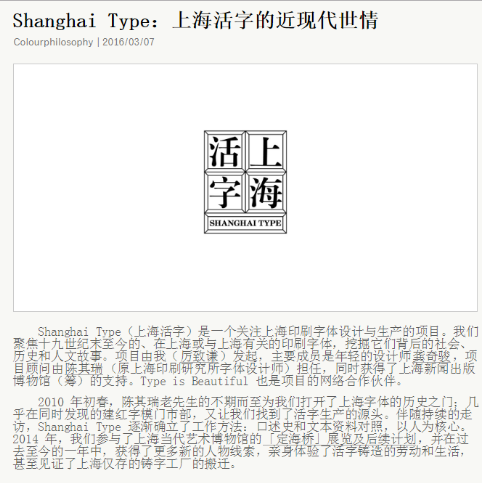 Shanghai Type：上海活字的近现代世情
Colourphilosophy | 2016/03/07
活 上
字 海
SHANGHAI TYPE
Shanghai Type（上海活字）是一个关注上海印刷字体设计与生产的项目。我们
聚焦十九世纪末至今的、在上海或与上海有关的印刷字体，挖掘它们背后的社会、
历史和人文故事。项目由我（厉致谦）发起，主要成员是年轻的设计师龚奇骏，项
目顾问由陈其瑞（原上海印刷研究所字体设计师）担任，同时获得了上海新闻出版
博物馆（筹）的支持。Type is Beautiful 也是项目的网络合作伙伴。
2010 年初春，陈其瑞老先生的不期而至为我们打开了上海字体的历史之门；几
乎在同时发现的建红字模门市部，又让我们找到了活字生产的源头。伴随持续的走
访，Shanghai Type 逐渐确立了工作方法：口述史和文本资料对照，以人为核心。
2014 年，我们参与了上海当代艺术博物馆的「定海桥」展览及后续计划，并在过
去至今的一年中，获得了更多新的人物线索，亲身体验了活字铸造的劳动和生活，
甚至见证了上海仅存的铸字工厂的搬迁。